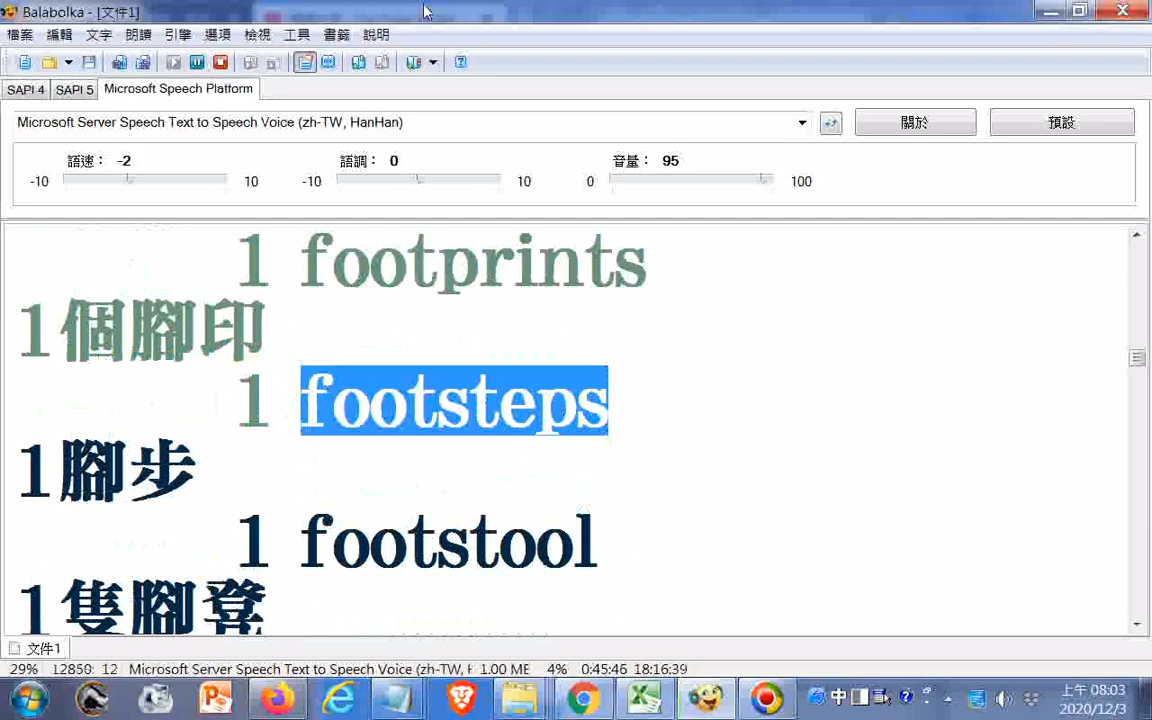 Balabolka - [文件1]
檔案 編輯 文字 朗讀 引擎 選項 檢視 工具 書籤 說明
SAPI 4 SAPI 5 Microsoft Speech Platform
Microsoft Server Speech Text to Speech Voice (zh-TW, HanHan) 關於 預設
語速： -2 語調： 0 音量： 95
-10 10 -10 10 0 100
1 footprints
1個腳印
1 footsteps
1腳步
1 footstool
1隻腳凳
文件1
29% 12859: 12 Microsoft Server Speech Text to Speech Voice (zh-TW, H 1.00 ME 4% 0:45:46 18:16:39
中
上午 08:03
2020/12/3